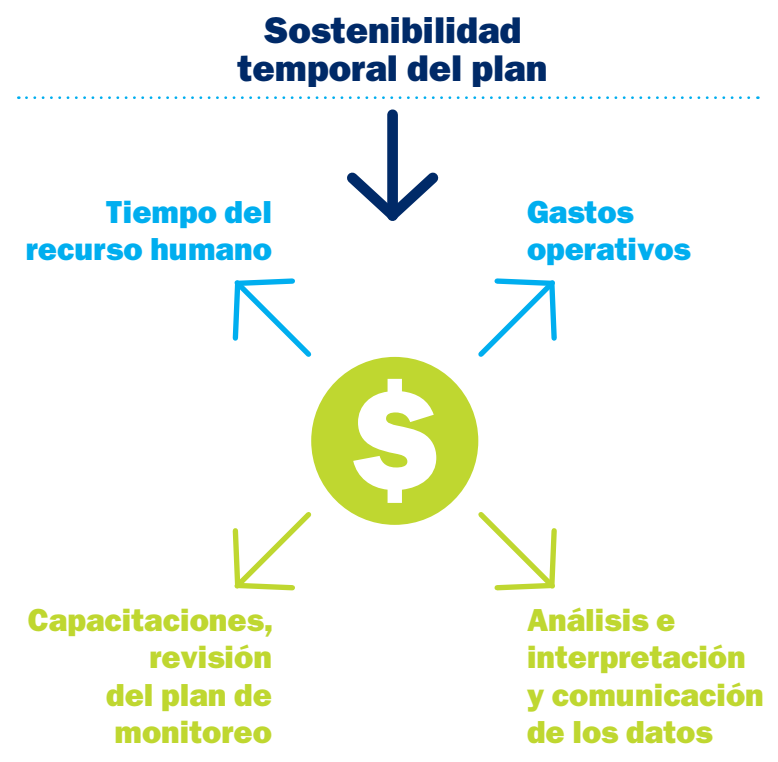 Sostenibilidad
temporal del plan
Tiempo del
recurso humano
Gastos
operativos
$
Capacitaciones,
revisión
del plan de
monitoreo
Análisis e
interpretación
y comunicación
de los datos